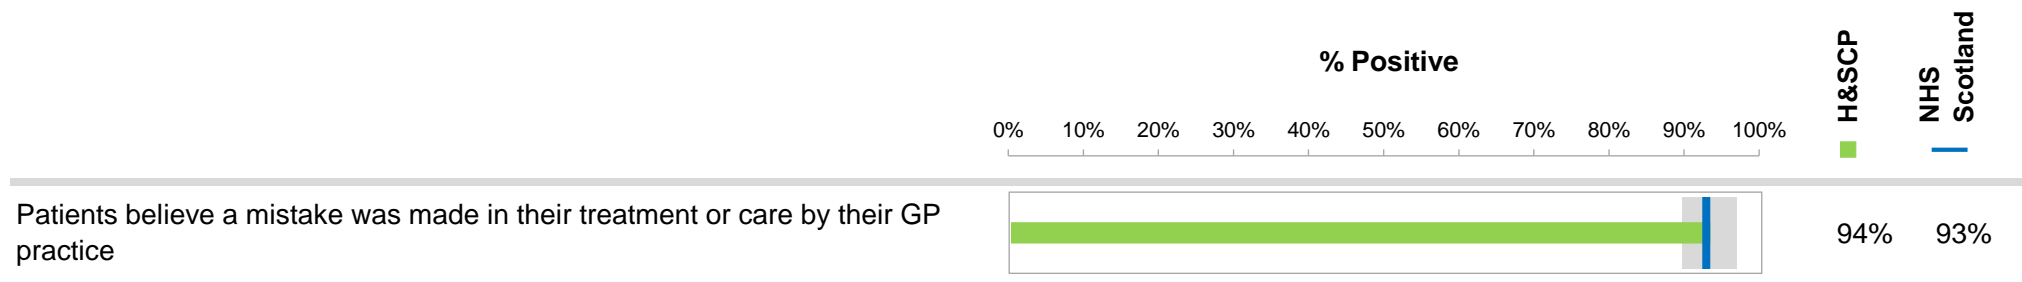 % Positive
H&SCP
NHS
Scotland
0% 10% 20% 30% 40% 50% 60% 70% 80% 90% 100%
Patients believe a mistake was made in their treatment or care by their GP
practice
94% 93%